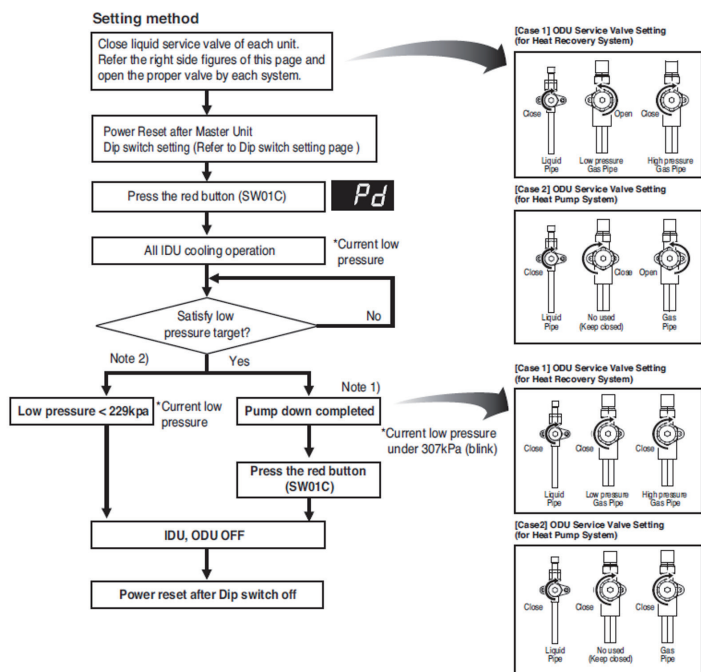 Setting method
Close liquid service valve of each unit.
Refer the right side figures of this page and
open the proper valve by each system.
Power Reset after Master Unit
Dip switch setting (Refer to Dip switch setting page )
Press the red button (SW01C)
Pd
All IDU cooling operation
*Current low
pressure
Satisfy low
pressure target?
No
Note 2)
Yes
Low pressure < 229kpa
*Current low
pressure
Note 1)
Pump down completed
*Current low pressure
under 307kPa (blink)
Press the red button
(SW01C)
IDU, ODU OFF
Power reset after Dip switch off
[Case 1] ODU Service Valve Setting
(for Heat Recovery System)
Close
Open
Close
Liquid
Pipe
Low pressure
Gas Pipe
High pressure
Gas Pipe
[Case 2] ODU Service Valve Setting
(for Heat Pump System)
Close
Close
Open
Liquid
Pipe
No used
(Keep closed)
Gas
Pipe
[Case 1] ODU Service Valve Setting
(for Heat Recovery System)
Close
Close
Close
Liquid
Pipe
Low pressure
Gas Pipe
High pressure
Gas Pipe
[Case2] ODU Service Valve Setting
(for Heat Pump System)
Close
Close
Close
Liquid
Pipe
No used
(Keep closed)
Gas
Pipe